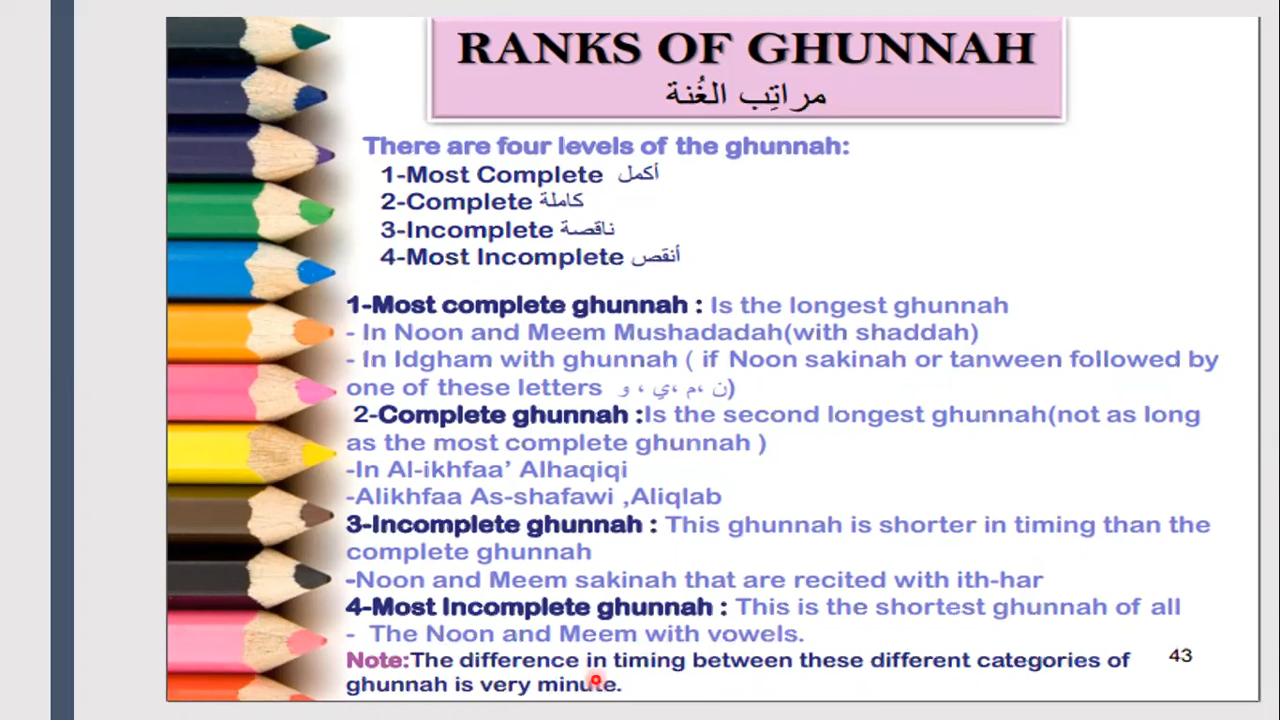 RANKS OF GHUNNAH
مراتِب الغُنة
There are four levels of the ghunnah:
1-Most Complete أكمل
2-Complete كاملة
3-Incomplete ناقصة
4-Most Incomplete أنقص
1-Most complete ghunnah : Is the longest ghunnah
- In Noon and Meem Mushadadah(with shaddah)
- In Idgham with ghunnah ( if Noon sakinah or tanween followed by
one of these letters ن ،م ،ي ، و)
2-Complete ghunnah :Is the second longest ghunnah(not as long
as the most complete ghunnah )
-In Al-ikhfaa’ Alhaqiqi
-Alikhfaa As-shafawi ,Aliqlab
3-Incomplete ghunnah : This ghunnah is shorter in timing than the
complete ghunnah
-Noon and Meem sakinah that are recited with ith-har
4-Most Incomplete ghunnah : This is the shortest ghunnah of all
- The Noon and Meem with vowels.
Note:The difference in timing between these different categories of
ghunnah is very minute.
43